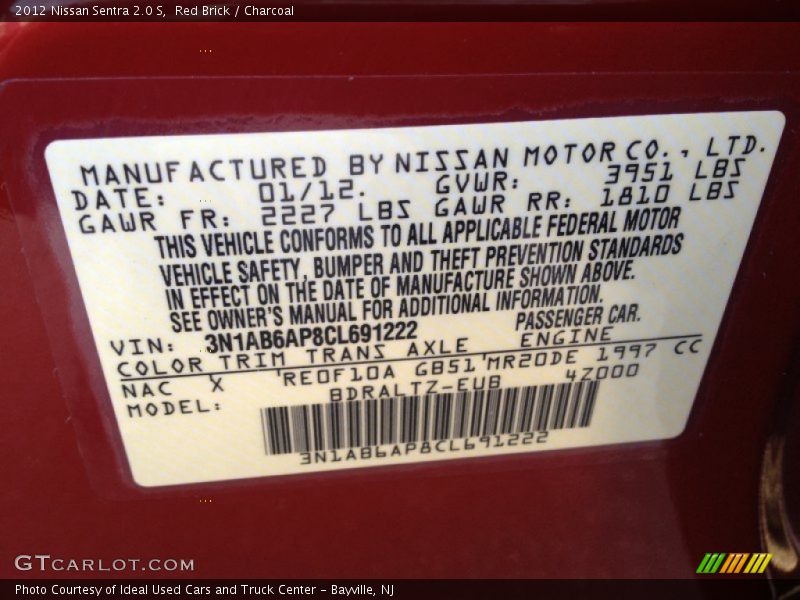 2012 Nissan Sentra 2.0 S, Red Brick / Charcoal
MANUFACTURED BY NISSAN MOTOR CO., LTD.
DATE: 01/12. GVWR: 3951 LBS
GAWR FR: 2227 LBS GAWR RR: 1810 LBS
THIS VEHICLE CONFORMS TO ALL APPLICABLE FEDERAL MOTOR
VEHICLE SAFETY, BUMPER AND THEFT PREVENTION STANDARDS
IN EFFECT ON THE DATE OF MANUFACTURE SHOWN ABOVE.
SEE OWNER'S MANUAL FOR ADDITIONAL INFORMATION.
VIN: 3N1AB6AP8CL691222 PASSENGER CAR.
COLOR TRIM TRANS AXLE ENGINE
NAC X RE0F10A GB51 MR20DE 1997 CC
MODEL: BDRALTZ-EUB 4Z000
3N1AB6AP8CL691222
GTCARLOT.COM
Photo Courtesy of Ideal Used Cars and Truck Center - Bayville, NJ